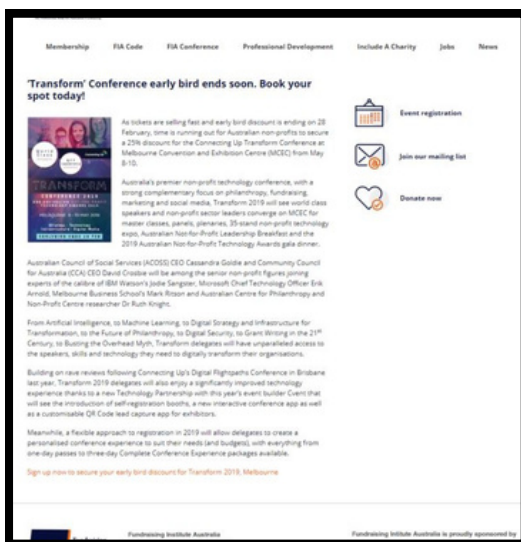 Membership FIA Code FIA Conference Professional Development Include A Charity Jobs News
'Transform' Conference early bird ends soon. Book your
spot today!
As tickets are selling fast and early bird discount is ending on 28
February, time is running out for Australian non-profits to secure
a 25% discount for the Connecting Up Transform Conference at
Melbourne Convention and Exhibition Centre (MCEC) from May
8-10.
Australia's premier non-profit technology conference, with a
strong complementary focus on philanthropy, fundraising,
marketing and social media, Transform 2019 will see world class
speakers and non-profit sector leaders converge on MCEC for
master classes, panels, plenaries, 35-stand non-profit technology
expo, Australian Not-for-Profit Leadership Breakfast and the
2019 Australian Not-for-Profit Technology Awards gala dinner.
TRANSFORM
CONFERENCE 2019
Australian Council of Social Services (ACOSS) CEO Cassandra Goldie and Community Council
for Australia (CCA) CEO David Crosbie will be among the senior non-profit figures joining
experts of the calibre of IBM Watson's Jodie Sangster, Microsoft Chief Technology Officer Erik
Arnold, Melbourne Business School's Mark Ritson and Australian Centre for Philanthropy and
Non-Profit Centre researcher Dr Ruth Knight.
From Artificial Intelligence, to Machine Learning, to Digital Strategy and Infrastructure for
Transformation, to the Future of Philanthropy, to Digital Security, to Grant Writing in the 21st
Century, to Busting the Overhead Myth, Transform delegates will have unparalleled access to
the speakers, skills and technology they need to digitally transform their organisations.
Building on rave reviews following Connecting Up's Digital Flightpaths Conference in Brisbane
last year, Transform 2019 delegates will also enjoy a significantly improved technology
experience thanks to a new Technology Partnership with this year's event builder Cvent that
will see the introduction of self-registration booths, a new interactive conference app as well
as a customisable QR Code lead capture app for exhibitors.
Meanwhile, a flexible approach to registration in 2019 will allow delegates to create a
personalised conference experience to suit their needs (and budgets), with everything from
one-day passes to three-day Complete Conference Experience packages available.
Sign up now to secure your early bird discount for Transform 2019, Melbourne
Event registration
Join our mailing list
Donate now
Fundraising Institute Australia
Fundraising Intitute Australia is proudly sponsored by